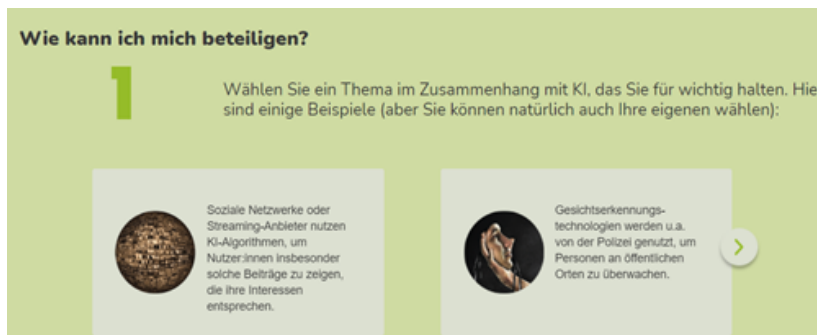 Wie kann ich mich beteiligen?
1
Wählen Sie ein Thema im Zusammenhang mit KI, das Sie für wichtig halten. Hie
sind einige Beispiele (aber Sie können natürlich auch Ihre eigenen wählen):
Soziale Netzwerke oder
Streaming-Anbieter nutzen
KI-Algorithmen, um
Nutzer:innen insbesonder
solche Beiträge zu zeigen,
die ihre Interessen
entsprechen.
Gesichtserkennungs-
technologien werden u.a.
von der Polizei genutzt, um
Personen an öffentlichen
Orten zu überwachen.